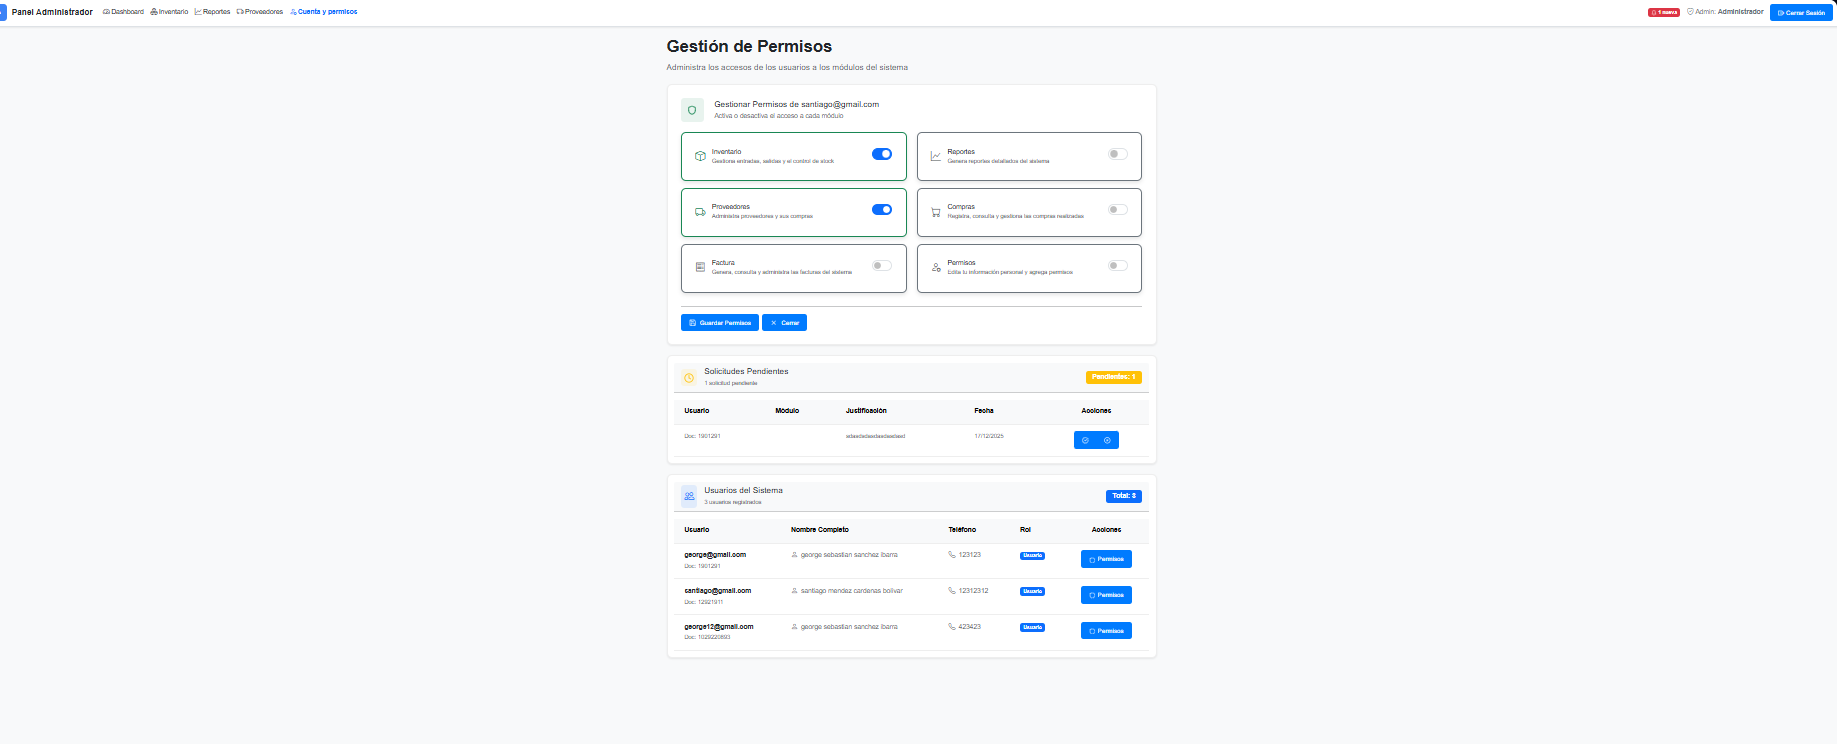 Panel Administrador Dashboard Inventario Reportes Proveedores Cuenta y permisos
1 nueva Admin: Administrador Cerrar Sesión
Gestión de Permisos
Administra los accesos de los usuarios a los módulos del sistema
Gestionar Permisos de santiago@gmail.com
Activa o desactiva el acceso a cada módulo
Inventario
Gestiona entradas, salidas y el control de stock
Reportes
Genera reportes detallados del sistema
Proveedores
Administra proveedores y sus compras
Compras
Registra, consulta y gestiona las compras realizadas
Factura
Genera, consulta y administra las facturas del sistema
Permisos
Edita tu información personal y agrega permisos
Guardar Permisos Cerrar
Solicitudes Pendientes
1 solicitud pendiente
Pendientes: 1
Usuario Módulo Justificación Fecha Acciones
Doc: 1901291 17/12/2025
Usuarios del Sistema
3 usuarios registrados
Total: 3
Usuario Nombre Completo Teléfono Rol Acciones
george@gmail.com george sebastian sanchez ibarra 123123 Usuario Permisos
Doc: 1901291
santiago@gmail.com santiago mendez cardenas bolivar 12312312 Usuario Permisos
Doc: 12921911
george12@gmail.com george sebastian sanchez ibarra 423423 Usuario Permisos
Doc: 1029220893